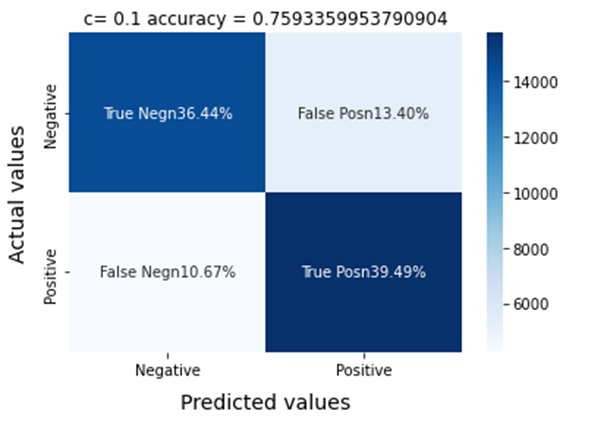 c= 0.1 accuracy = 0.7593359953790904
Negative
True Negn36.44%
False Posn13.40%
Positive
False Negn10.67%
True Posn39.49%
Actual values
Negative
Positive
Predicted values
14000
12000
10000
8000
6000